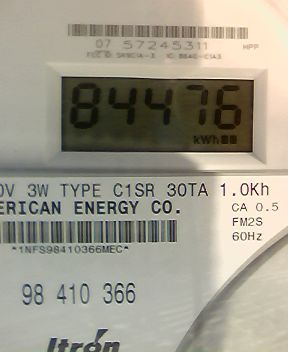 07 57245311
MPP
84476
kWh
0V 3W TYPE C1SR 30TA 1.0Kh
ERICAN ENERGY CO.
CA 0.5
FM2S
60Hz
*1NFS98410366MEC*
98 410 366
Itron